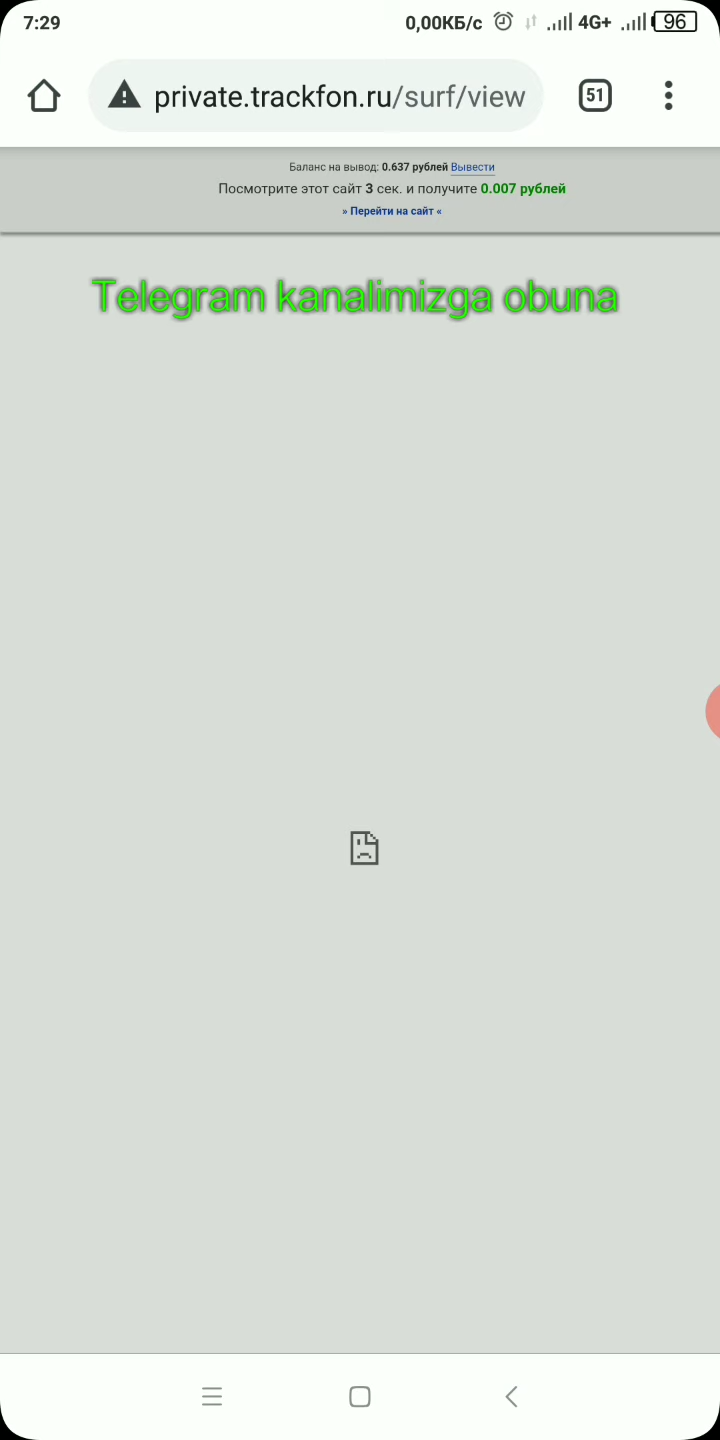 7:29 0,00КБ/с 4G+ 96
private.trackfon.ru/surf/view 51
Баланс на вывод: 0.637 рублей Вывести
Посмотрите этот сайт 3 сек. и получите 0.007 рублей
» Перейти на сайт «
Telegram kanalimizga obuna